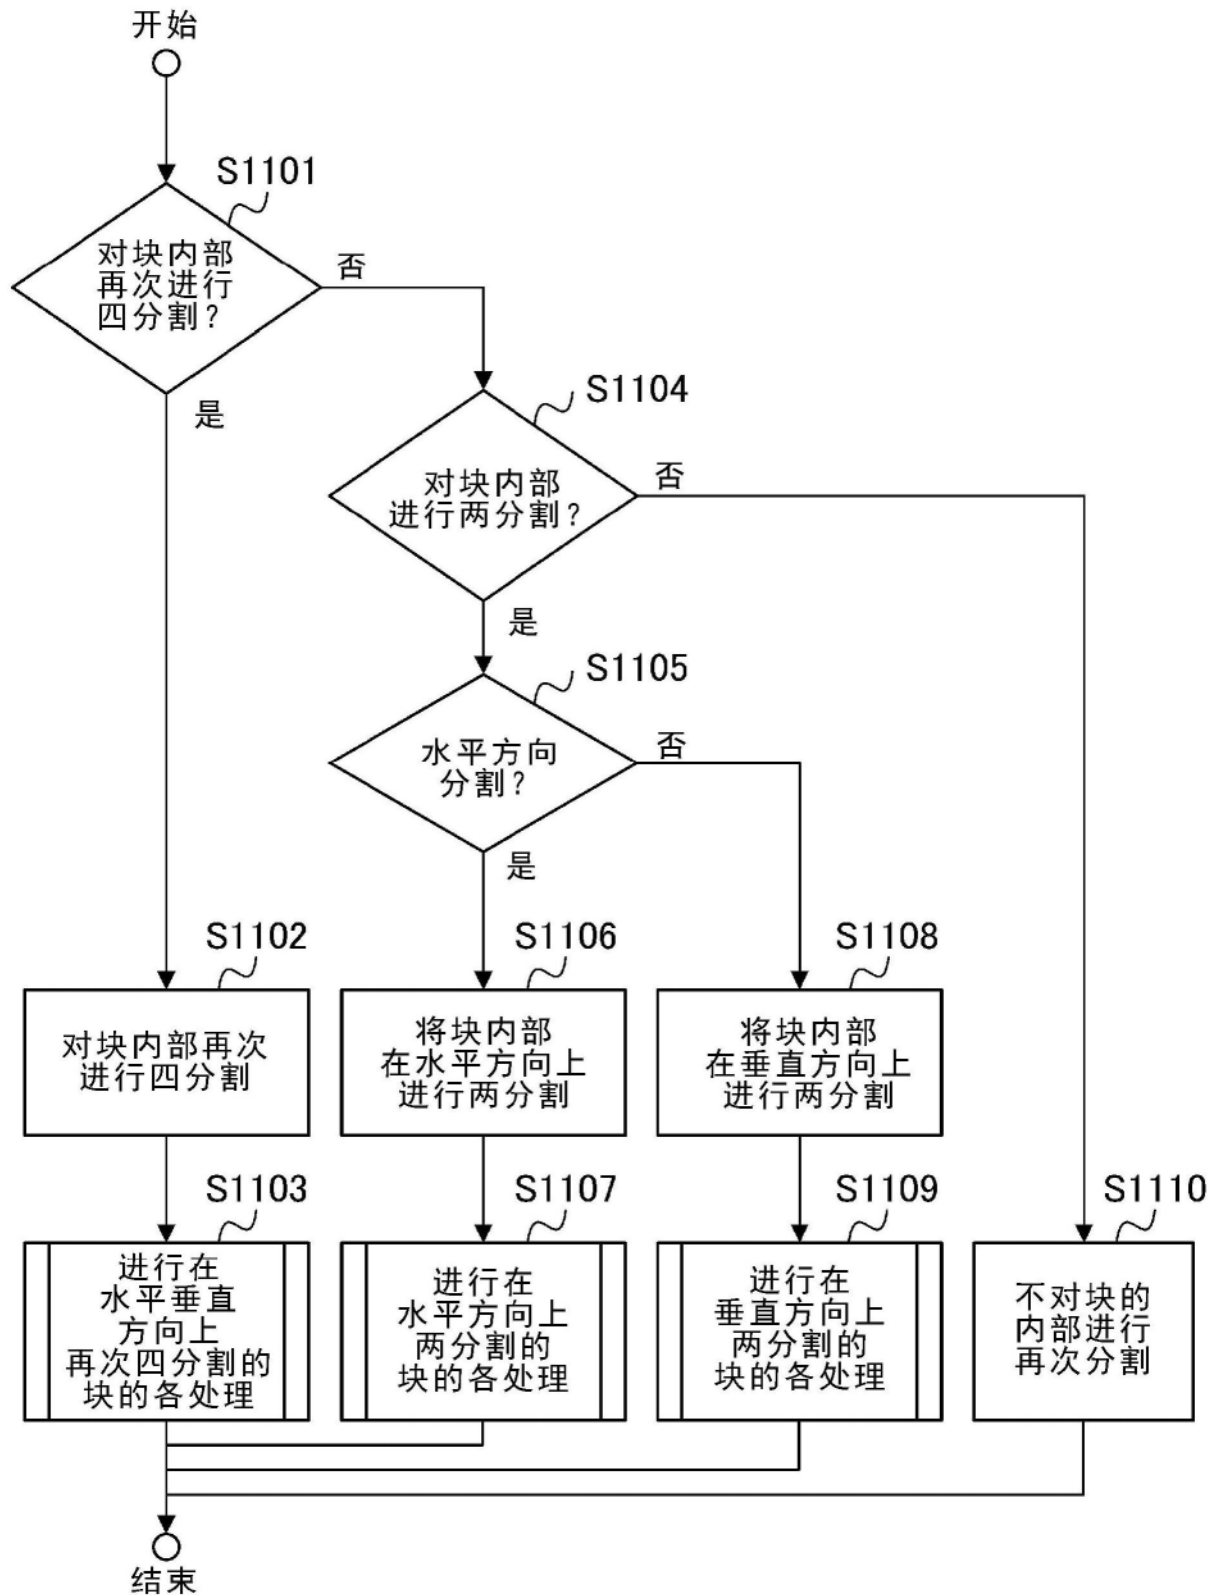 开始
S1101
对块内部
再次进行
四分割？
否
是
S1104
对块内部
进行两分割？
否
是
S1105
水平方向
分割？
否
是
S1102
对块内部再次
进行四分割
S1106
将块内部
在水平方向上
进行两分割
S1108
将块内部
在垂直方向上
进行两分割
S1103
进行在
水平垂直
方向上
再次四分割的
块的各处理
S1107
进行在
水平方向上
两分割的
块的各处理
S1109
进行在
垂直方向上
两分割的
块的各处理
S1110
不对块的
内部进行
再次分割
结束